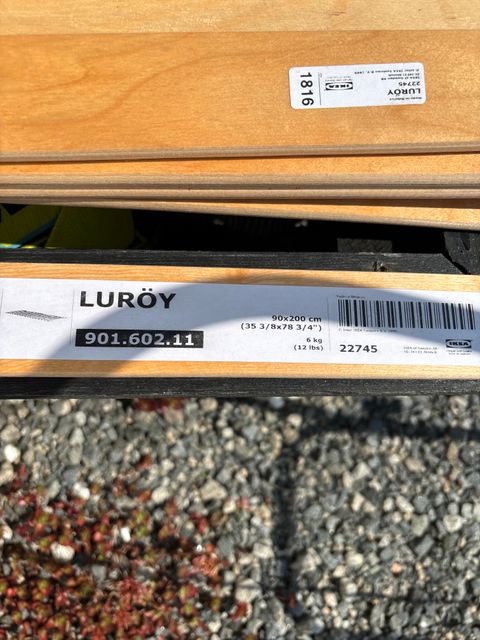 1816
IKEA
LURÖY
22745
LURÖY
901.602.11
90x200 cm
(35 3/8x78 3/4")
6 kg
(12 lbs)
22745
IKEA